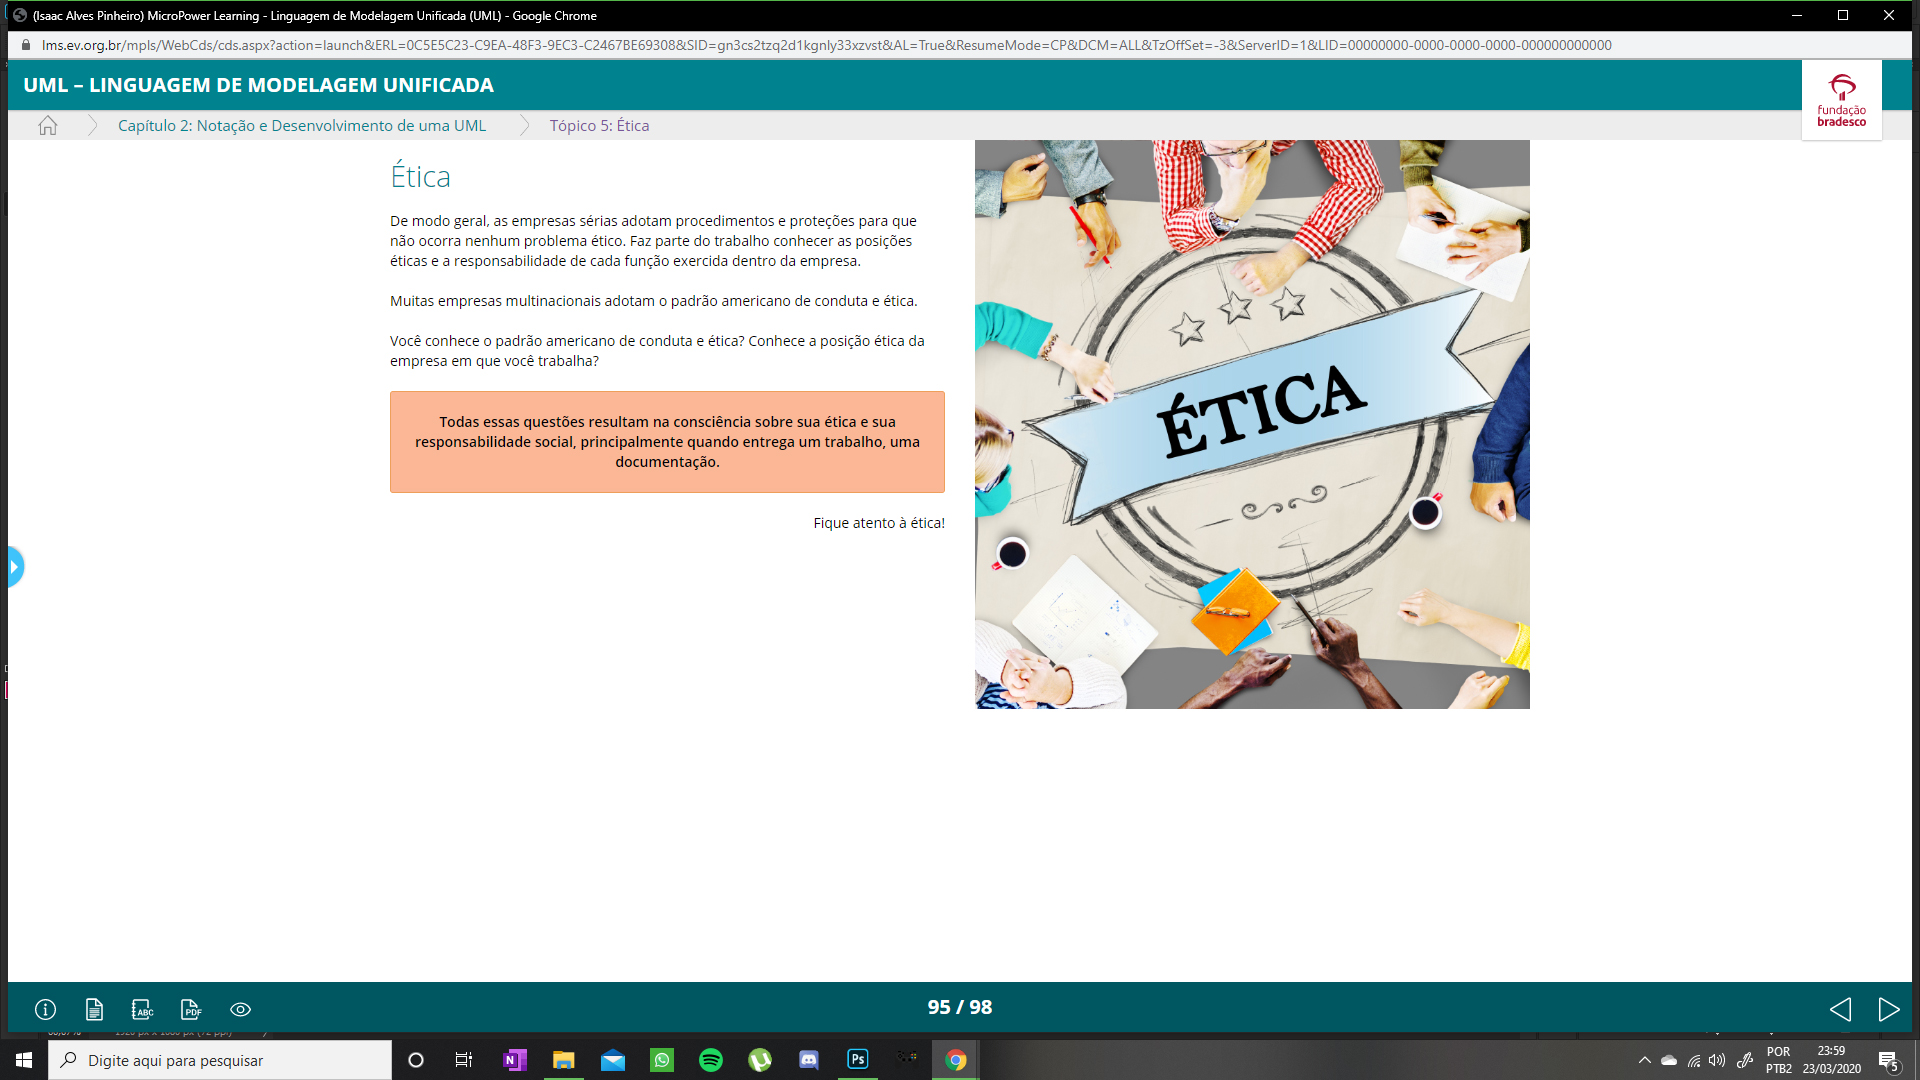 (Isaac Alves Pinheiro) MicroPower Learning - Linguagem de Modelagem Unificada (UML) - Google Chrome
lms.ev.org.br/mpls/WebCds/cds.aspx?action=launch&ERL=0C5E5C23-C9EA-48F3-9EC3-C2467BE69308&SID=gn3cs2tzq2d1kgnly33xzvst&AL=True&ResumeMode=CP&DCM=ALL&TzOffSet=-3&ServerID=1&LID=00000000-0000-0000-0000-000000000000
UML – LINGUAGEM DE MODELAGEM UNIFICADA
fundação
bradesco
Capítulo 2: Notação e Desenvolvimento de uma UML
Tópico 5: Ética
Ética
De modo geral, as empresas sérias adotam procedimentos e proteções para que
não ocorra nenhum problema ético. Faz parte do trabalho conhecer as posições
éticas e a responsabilidade de cada função exercida dentro da empresa.
Muitas empresas multinacionais adotam o padrão americano de conduta e ética.
Você conhece o padrão americano de conduta e ética? Conhece a posição ética da
empresa em que você trabalha?
Todas essas questões resultam na consciência sobre sua ética e sua
responsabilidade social, principalmente quando entrega um trabalho, uma
documentação.
Fique atento à ética!
ÉTICA
ABC
PDF
95 / 98
Digite aqui para pesquisar
N
Ps
POR
PTB2
23:59
23/03/2020
5